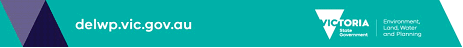 delwp.vic.gov.au
VICTORIA
State
Government
Environment,
Land, Water
and Planning